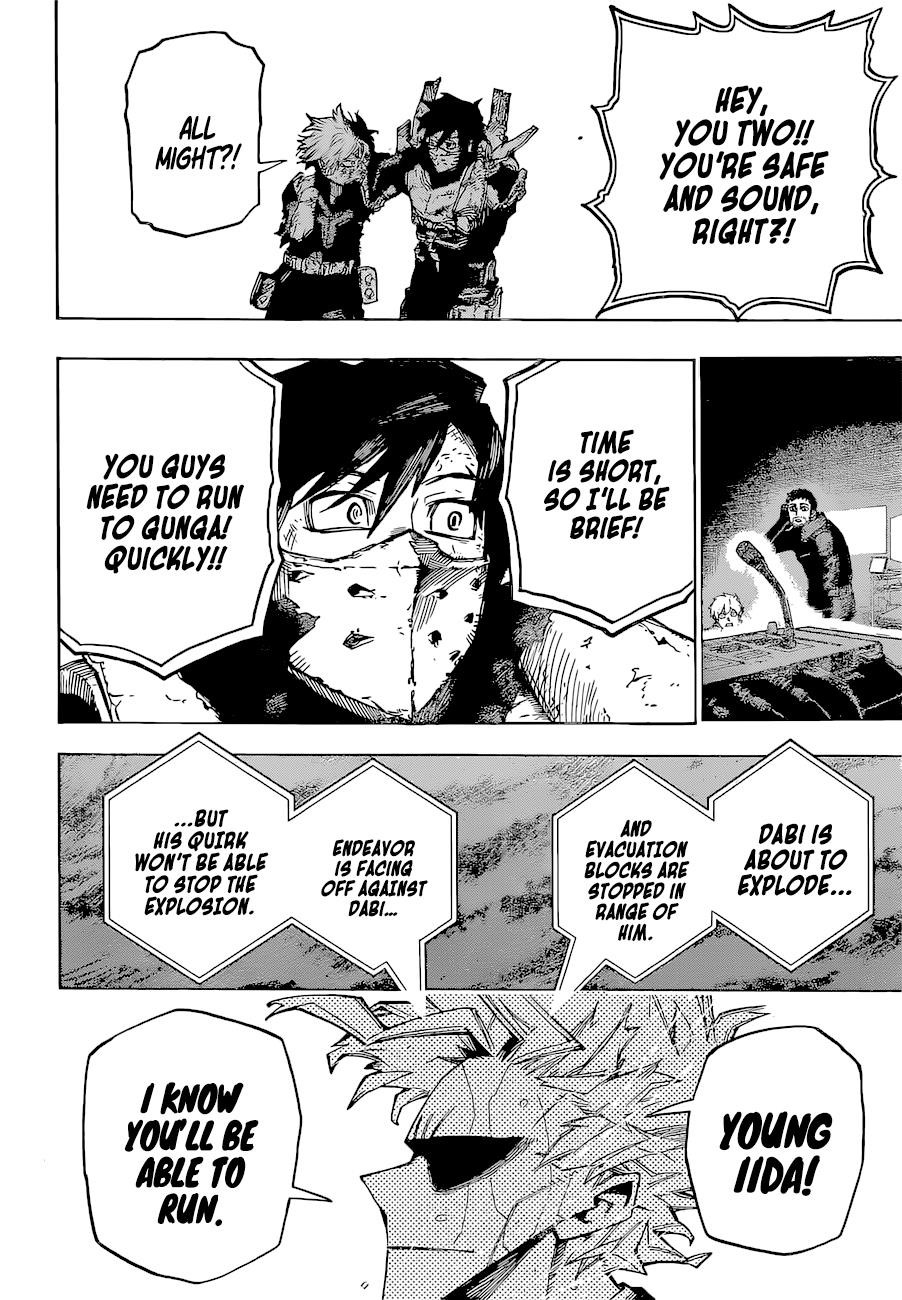 HEY,
YOU TWO!!
YOU'RE SAFE
AND SOUND,
RIGHT?!
ALL
MIGHT?!
TIME
IS SHORT,
SO I'LL BE
BRIEF!
YOU GUYS
NEED TO RUN
TO GUNGA!
QUICKLY!!
DABI IS
ABOUT TO
EXPLODE...
AND
EVACUATION
BLOCKS ARE
STOPPED IN
RANGE OF
HIM.
ENDEAVOR
IS FACING
OFF AGAINST
DABI...
...BUT
HIS QUIRK
WON'T BE ABLE
TO STOP THE
EXPLOSION.
YOUNG
IIDA!
I KNOW
YOU'LL BE
ABLE TO
RUN.